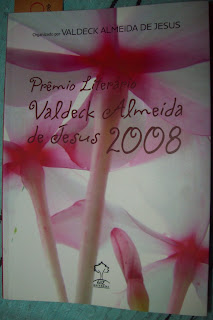 Organizado por VALDECK ALMEIDA DE JESUS
Prêmio Literário
Valdeck Almeida
de Jesus 2008